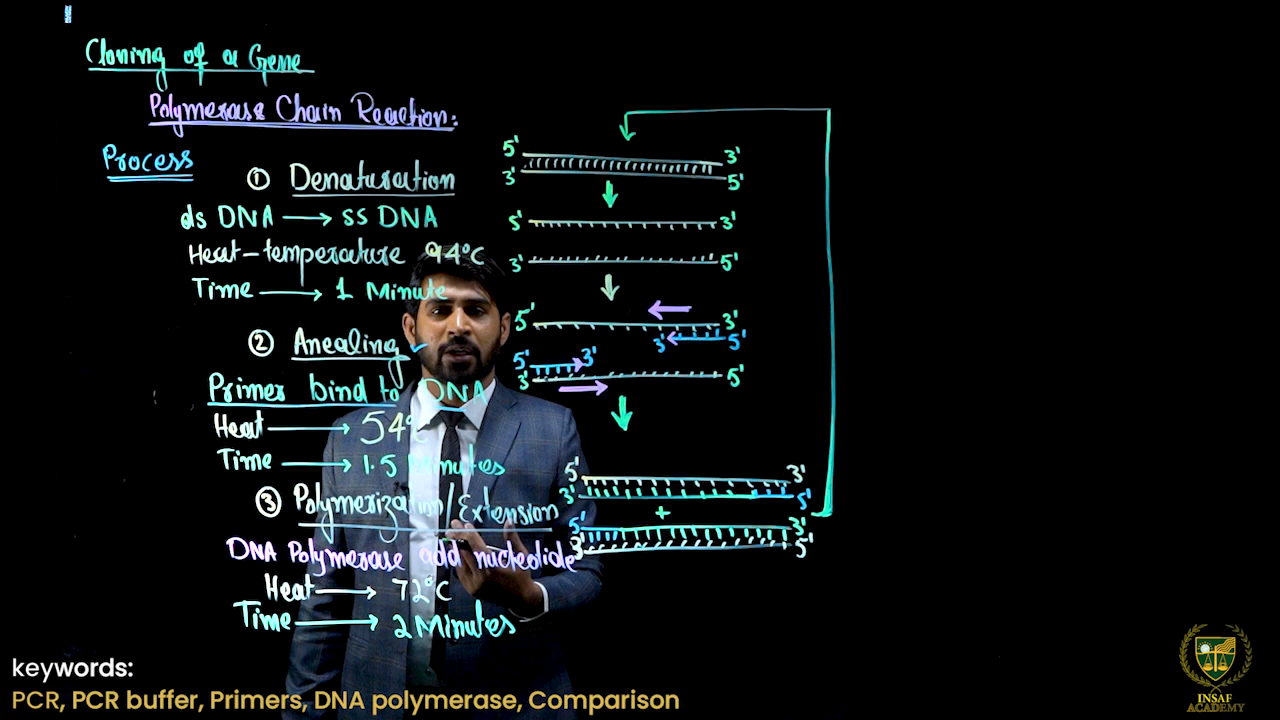 Cloning of a Gene
Polymerase Chain Reaction:
Process
① Denaturation
ds DNA → ss DNA
Heat - temperature 94°C
Time → 1 Minute
② Anealing ✓
Primer bind to DNA
Heat → 54°C
Time → 1.5 Minutes
③ Polymerization/Extension
DNA Polymerase add nucleotide
Heat → 72°C
Time → 2 Minutes
5' 3'
3' 5'
5' 3'
3' 5'
5' 3'
3' 5'
5' 3'
3' 5'
5' 3'
3' 5'
+
5' 3'
3' 5'
keywords:
PCR, PCR buffer, Primers, DNA polymerase, Comparison
INSAF
ACADEMY